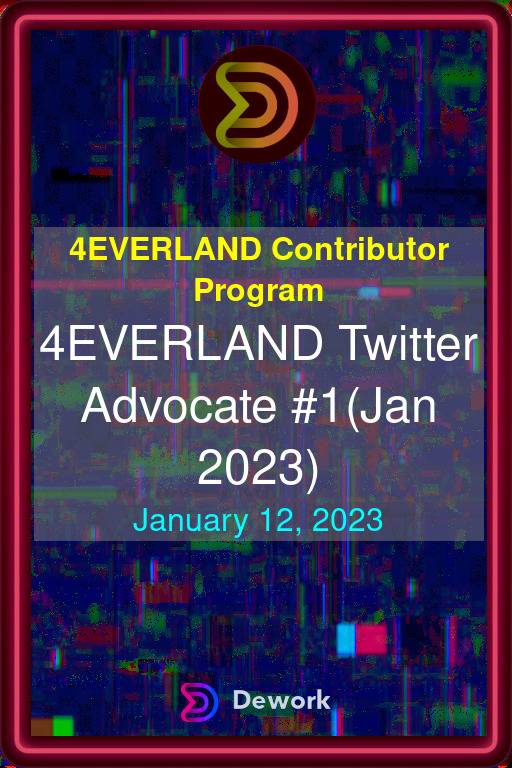 4EVERLAND Contributor
Program
4EVERLAND Twitter
Advocate #1(Jan
2023)
January 12, 2023
Dework